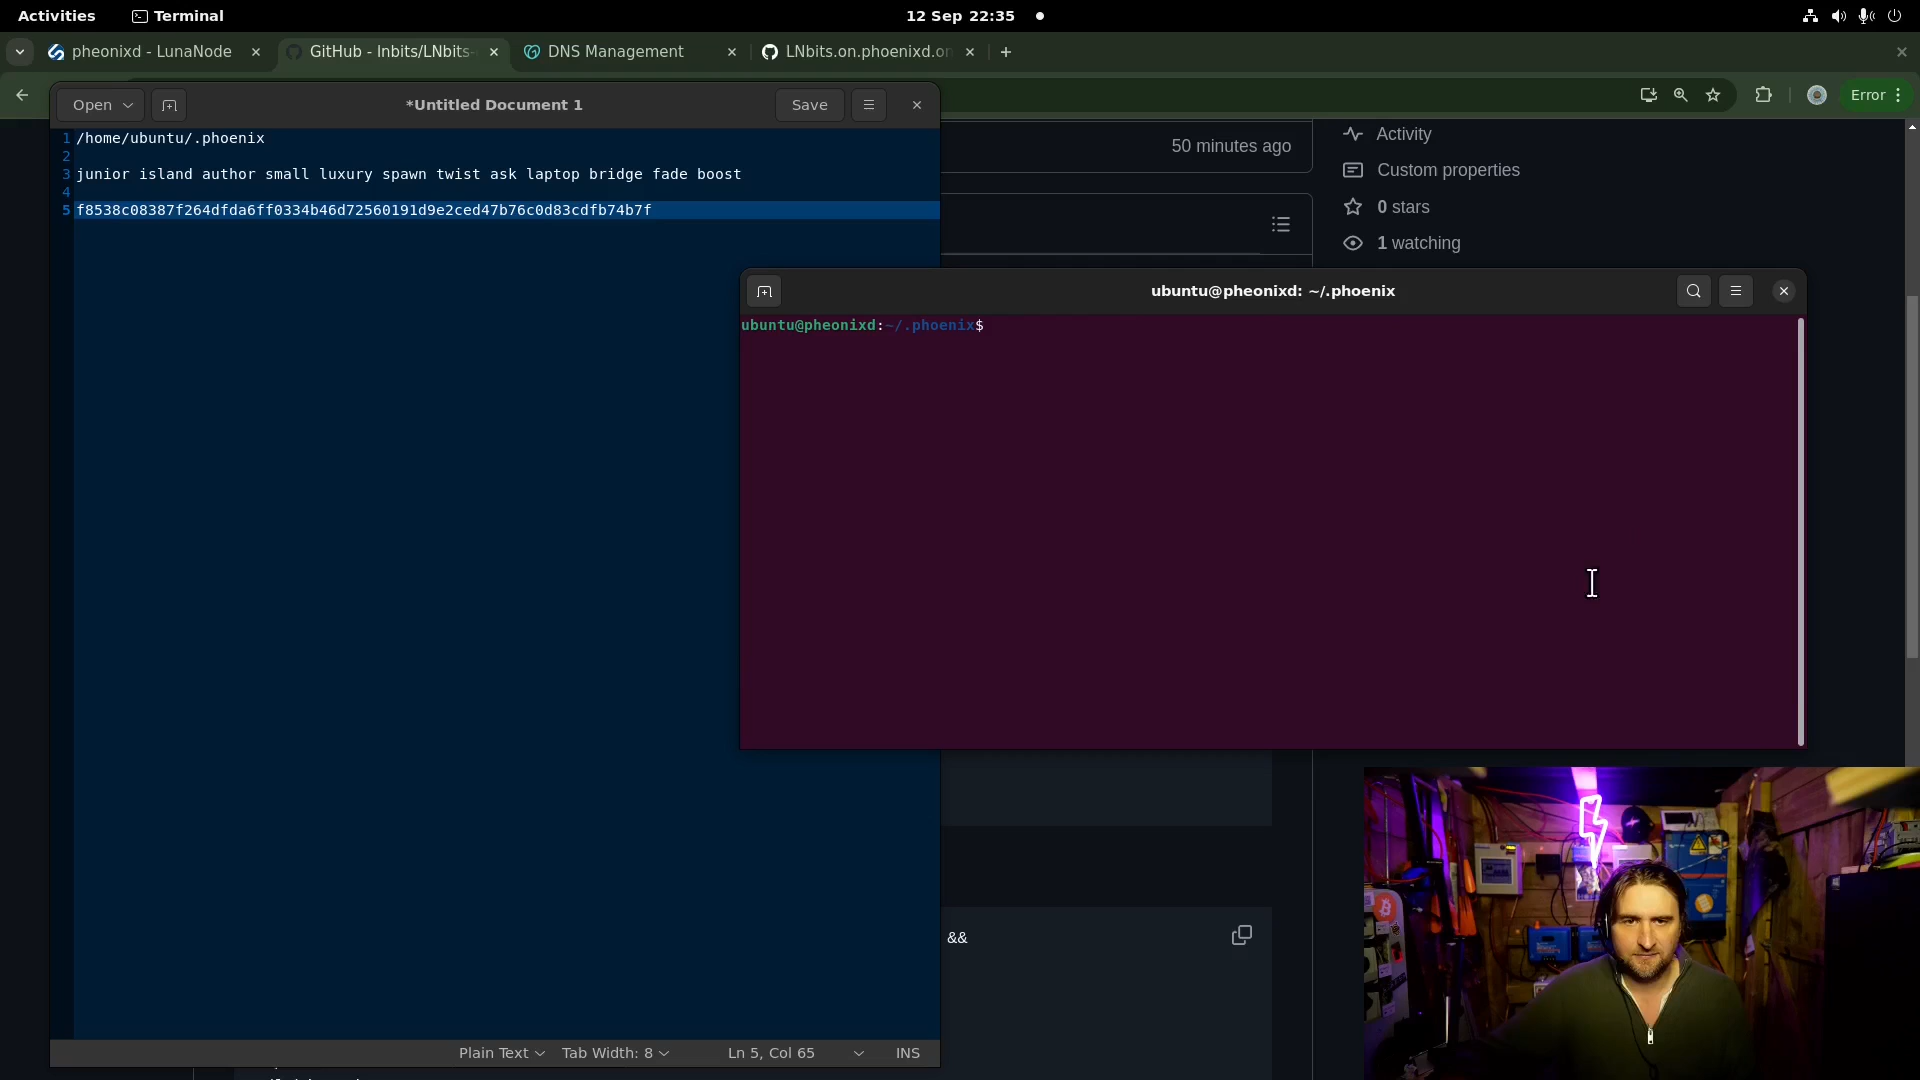 Activities
Terminal
12 Sep 22:35
pheonixd - LunaNode
GitHub - lnbits/LNbits-
DNS Management
LNbits.on.phoenixd.on
Error
Open
*Untitled Document 1
Save
1 /home/ubuntu/.phoenix
2
3 junior island author small luxury spawn twist ask laptop bridge fade boost
4
5 f8538c08387f264dfda6ff0334b46d72560191d9e2ced47b76c0d83cdfb74b7f
50 minutes ago
Activity
Custom properties
0 stars
1 watching
ubuntu@pheonixd: ~/.phoenix
ubuntu@pheonixd:~/.phoenix$
&&
Plain Text
Tab Width: 8
Ln 5, Col 65
INS